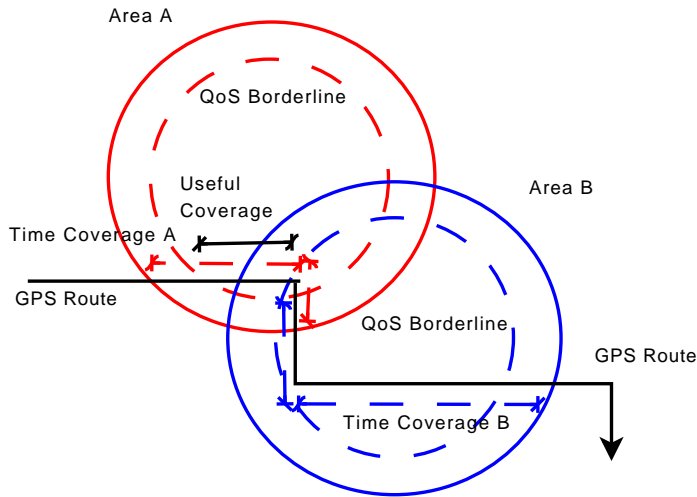 Area A
QoS Borderline
Useful
Coverage
Area B
Time Coverage A
GPS Route
QoS Borderline
GPS Route
Time Coverage B